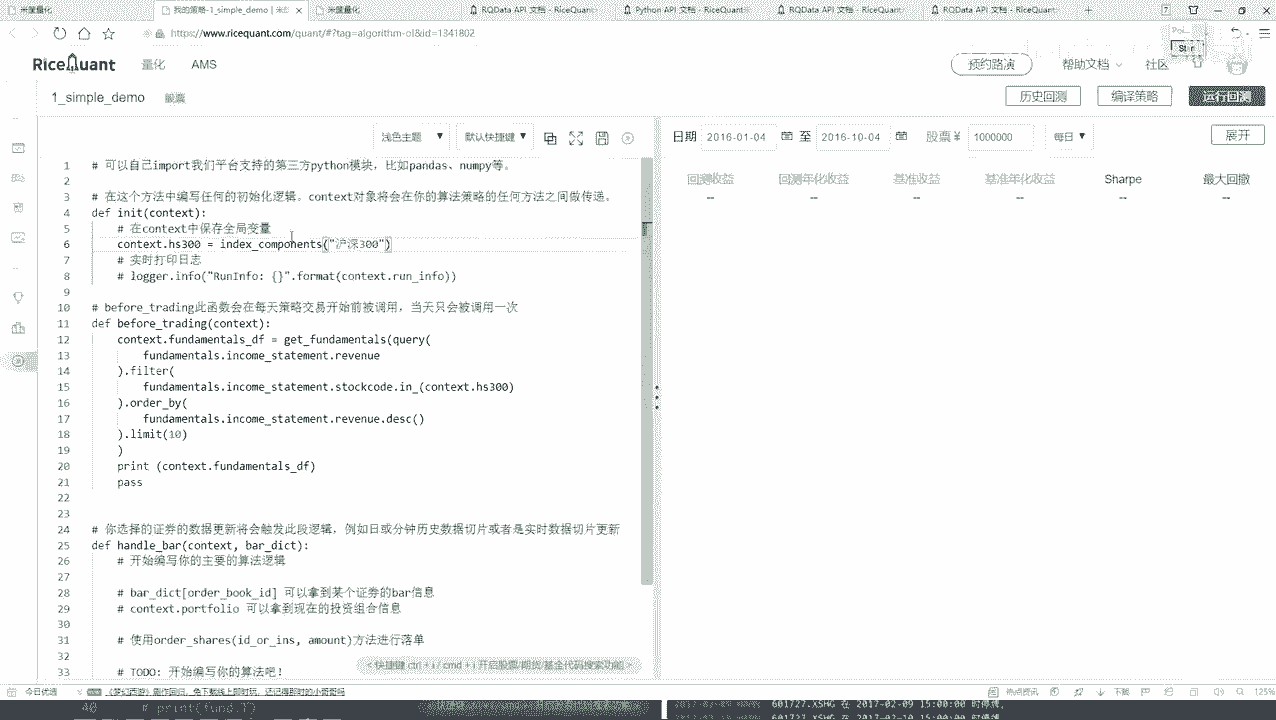 米筐量化
我的策略-1_simple_demo | 米
米筐量化
RQData API 文档 - RiceQuant
Python API 文档 - RiceQuant
RQData API 文档 - RiceQuant
RQData API 文档 - RiceQuant
https://www.ricequant.com/quant/#?tag=algorithm-ol&id=1341802
RiceQuant
量化
AMS
预约路演
帮助文档
社区
1_simple_demo
股票
历史回测
编译策略
运行回测
浅色主题
默认快捷键
日期
2016-01-04
至
2016-10-04
股票¥
1000000
每日
展开
回测收益
回测年化收益
基准收益
基准年化收益
Sharpe
最大回撤
-- -- -- -- -- --
1 # 可以自己import我们平台支持的第三方python模块，比如pandas、numpy等。
2
3 # 在这个方法中编写任何的初始化逻辑。context对象将会在你的算法策略的任何方法之间做传递。
4 def init(context):
5 # 在context中保存全局变量
6 context.hs300 = index_components("沪深300")
7 # 实时打印日志
8 # logger.info("RunInfo: {}".format(context.run_info))
9
10 # before_trading此函数会在每天策略交易开始前被调用，当天只会被调用一次
11 def before_trading(context):
12 context.fundamentals_df = get_fundamentals(query(
13 fundamentals.income_statement.revenue
14 ).filter(
15 fundamentals.income_statement.stockcode.in_(context.hs300)
16 ).order_by(
17 fundamentals.income_statement.revenue.desc()
18 ).limit(10)
19 )
20 print (context.fundamentals_df)
21 pass
22
23
24 # 你选择的证券的数据更新将会触发此段逻辑，例如日或分钟历史数据切片或者是实时数据切片更新
25 def handle_bar(context, bar_dict):
26 # 开始编写你的主要的算法逻辑
27
28 # bar_dict[order_book_id] 可以拿到某个证券的bar信息
29 # context.portfolio 可以拿到现在的投资组合信息
30
31 # 使用order_shares(id_or_ins, amount)方法进行落单
32
33 # TODO: 开始编写你的算法吧！
快捷键 ctrl + i / cmd + i 开启股票/期货/基金代码搜索功能
今日优选
热点资讯
下载
125%
40 # print(fund.T)
601727.XSHG 在 2017-02-09 15:00:00 时停牌。
601727.XSHG 在 2017-02-10 15:00:00 时停牌。